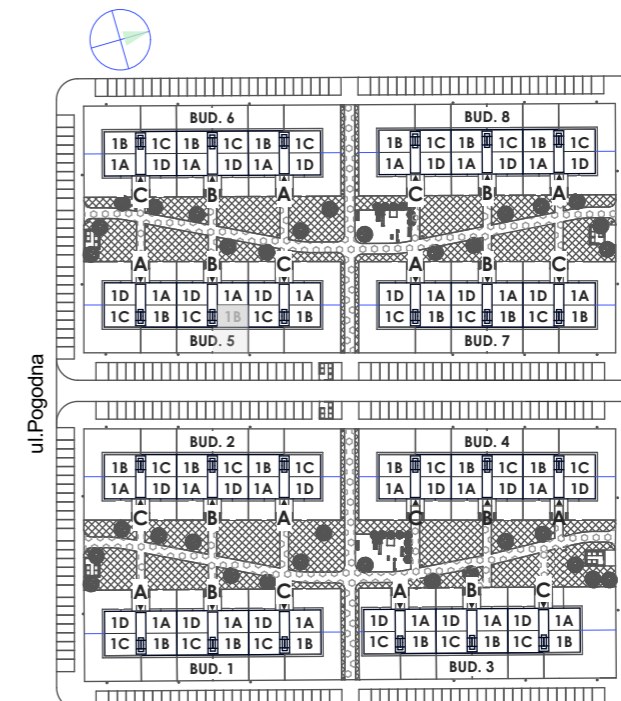 BUD. 6
BUD. 8
1B 1C 1B 1C 1B 1C
1B 1C 1B 1C 1B 1C
1A 1D 1A 1D 1A 1D
1A 1D 1A 1D 1A 1D
C B A
C B A
A B C
A B C
1D 1A 1D 1A 1D 1A
1D 1A 1D 1A 1D 1A
1C 1B 1C 1B 1C 1B
1C 1B 1C 1B 1C 1B
BUD. 5
BUD. 7
ul.Pogodna
BUD. 2
BUD. 4
1B 1C 1B 1C 1B 1C
1B 1C 1B 1C 1B 1C
1A 1D 1A 1D 1A 1D
1A 1D 1A 1D 1A 1D
C B A
C B A
A B C
A B C
1D 1A 1D 1A 1D 1A
1D 1A 1D 1A 1D 1A
1C 1B 1C 1B 1C 1B
1C 1B 1C 1B 1C 1B
BUD. 1
BUD. 3